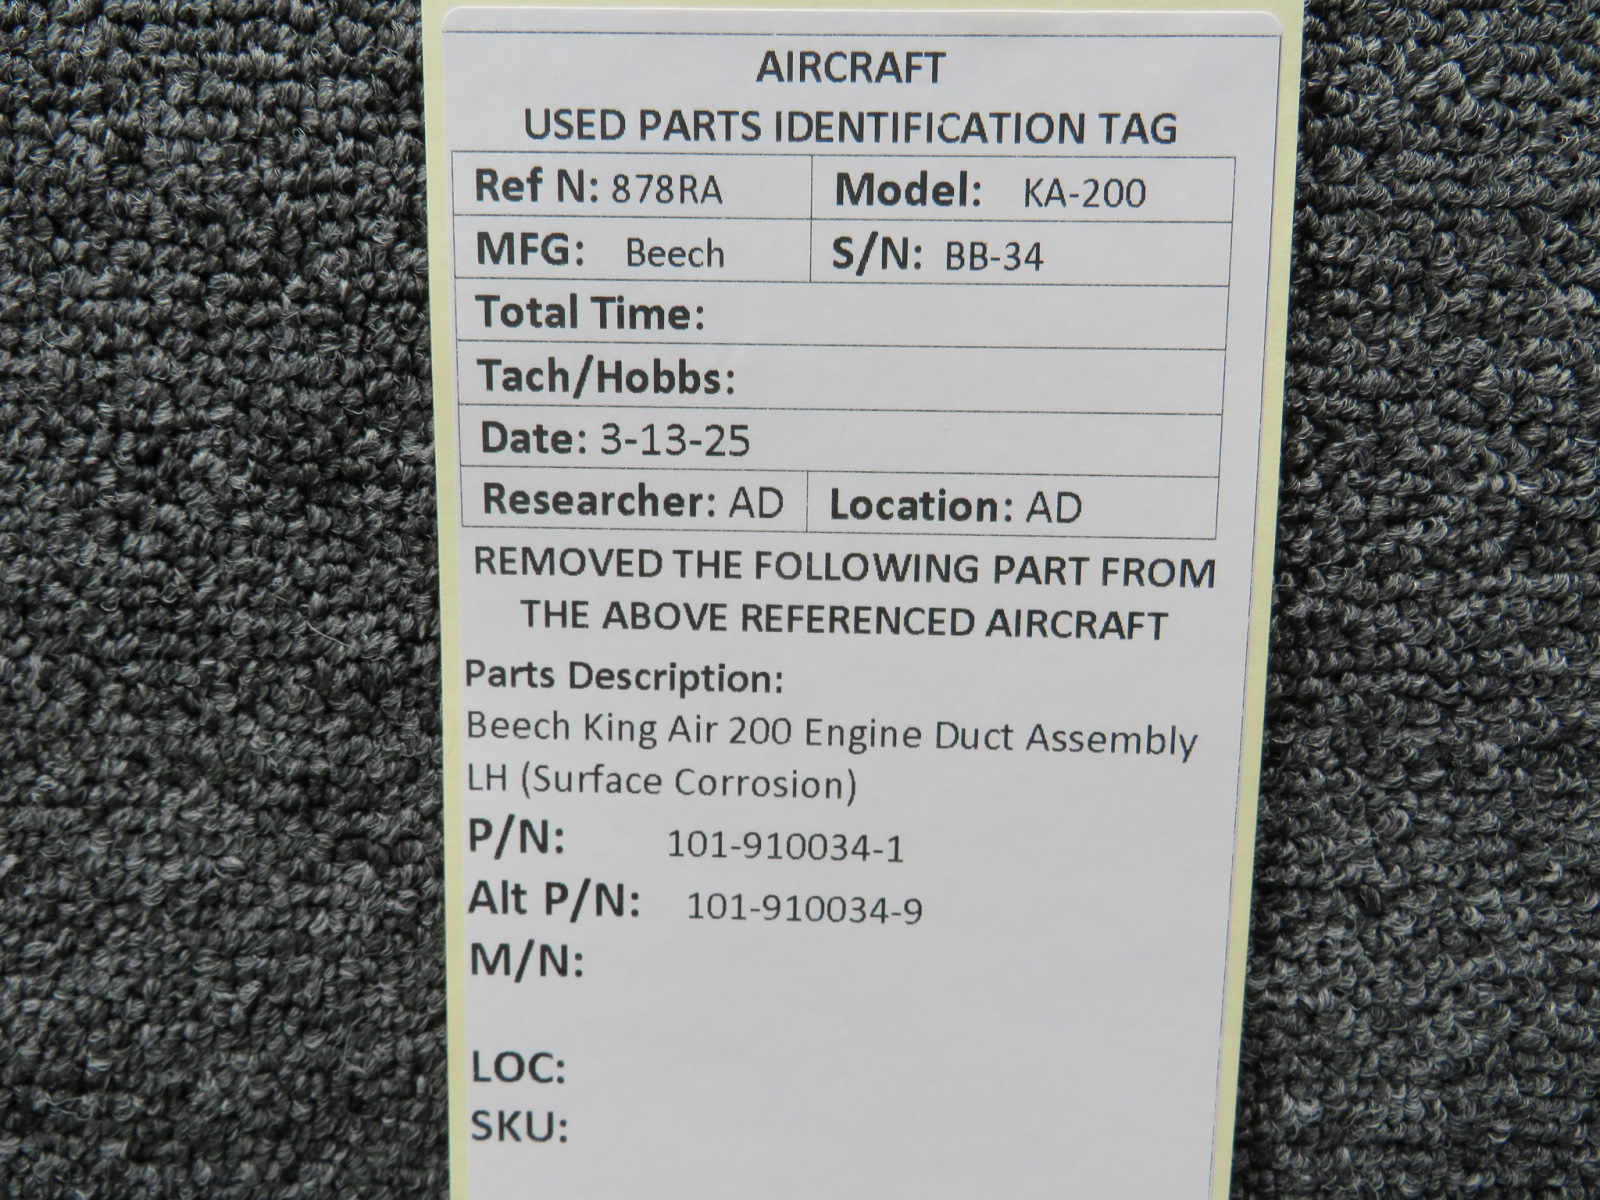 AIRCRAFT
USED PARTS IDENTIFICATION TAG
Ref N: 878RA Model: KA-200
MFG: Beech S/N: BB-34
Total Time:
Tach/Hobbs:
Date: 3-13-25
Researcher: AD Location: AD
REMOVED THE FOLLOWING PART FROM
THE ABOVE REFERENCED AIRCRAFT
Parts Description:
Beech King Air 200 Engine Duct Assembly
LH (Surface Corrosion)
P/N: 101-910034-1
Alt P/N: 101-910034-9
M/N:
LOC:
SKU: